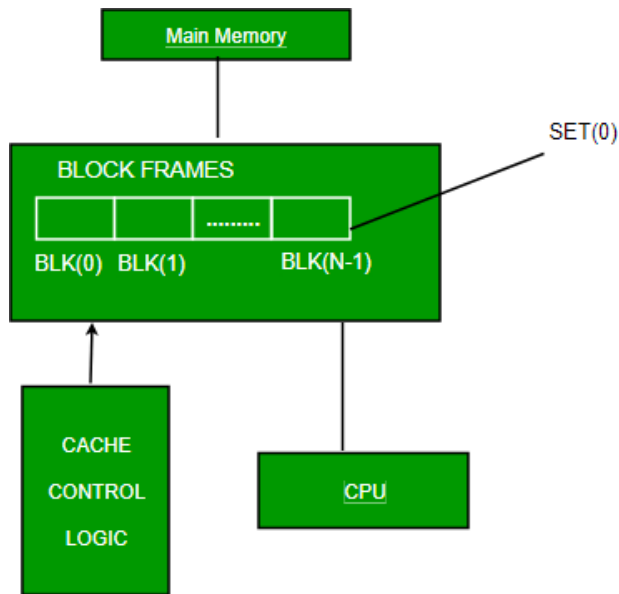 Main Memory
SET(0)
BLOCK FRAMES
.........
BLK(0) BLK(1) BLK(N-1)
CACHE
CONTROL
LOGIC
CPU